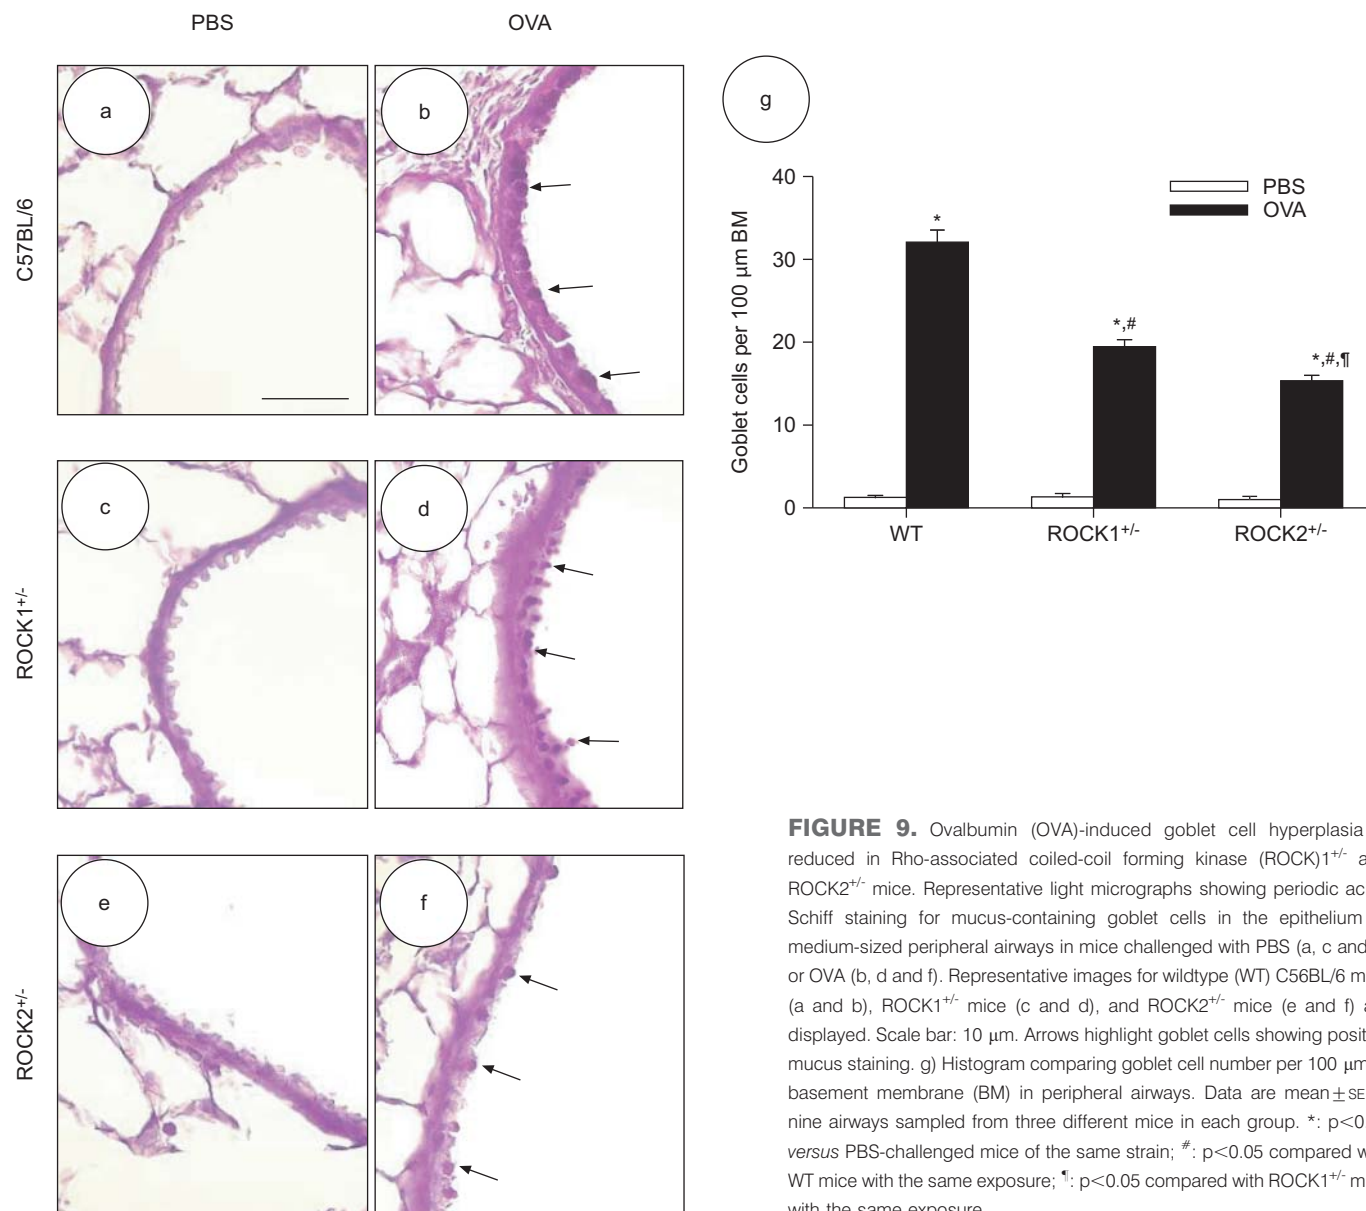 PBS
OVA
C57BL/6
a
b
ROCK1+/-
c
d
ROCK2+/-
e
f
g
40
30
20
10
0
Goblet cells per 100 µm BM
PBS
OVA
*
*,#
*,#,¶
WT
ROCK1+/-
ROCK2+/-
FIGURE 9. Ovalbumin (OVA)-induced goblet cell hyperplasia
reduced in Rho-associated coiled-coil forming kinase (ROCK)1+/- a
ROCK2+/- mice. Representative light micrographs showing periodic ac
Schiff staining for mucus-containing goblet cells in the epithelium
medium-sized peripheral airways in mice challenged with PBS (a, c and
or OVA (b, d and f). Representative images for wildtype (WT) C56BL/6 m
(a and b), ROCK1+/- mice (c and d), and ROCK2+/- mice (e and f) a
displayed. Scale bar: 10 µm. Arrows highlight goblet cells showing posit
mucus staining. g) Histogram comparing goblet cell number per 100 µm
basement membrane (BM) in peripheral airways. Data are mean±SE
nine airways sampled from three different mice in each group. *: p<0.
versus PBS-challenged mice of the same strain; #: p<0.05 compared w
WT mice with the same exposure; ¶: p<0.05 compared with ROCK1+/- m
with the same exposure